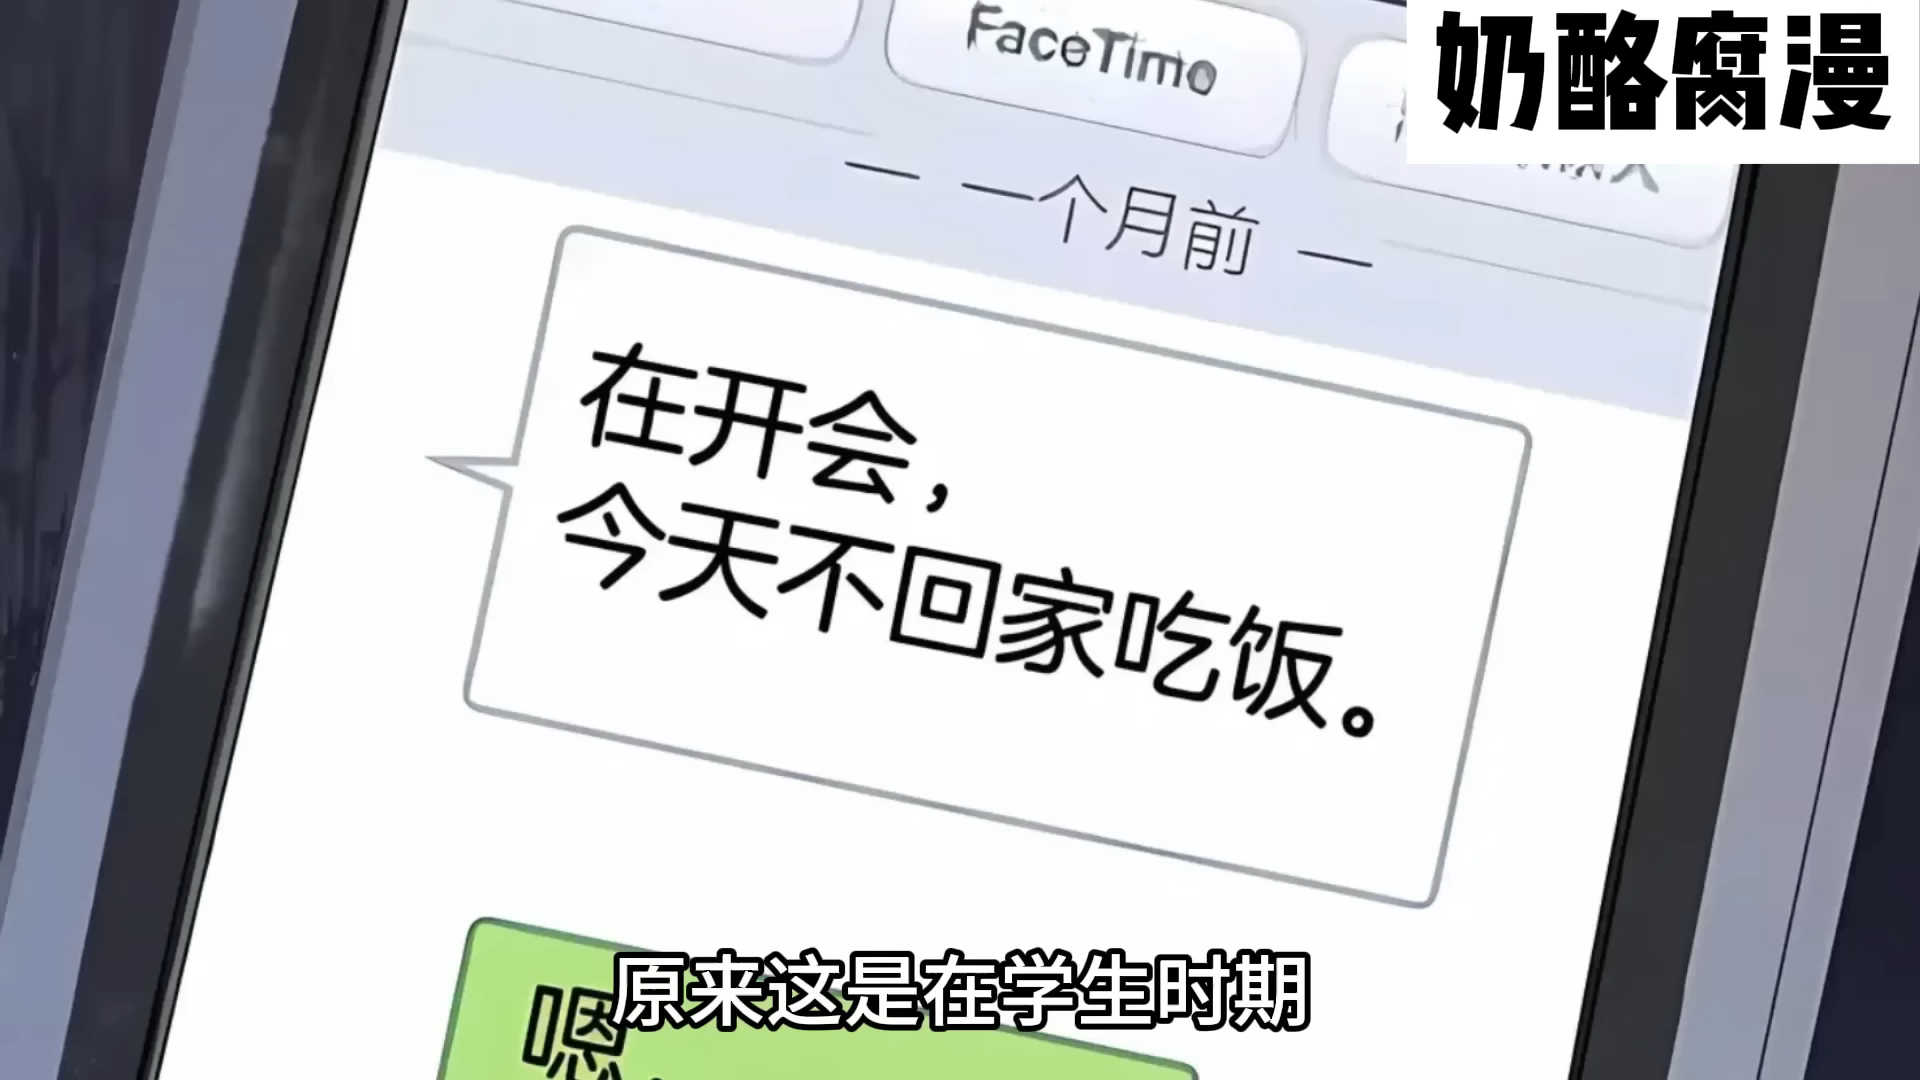 FaceTime
奶酪腐漫
— 一个月前 —
在开会，
今天不回家吃饭。
嗯
原来这是在学生时期